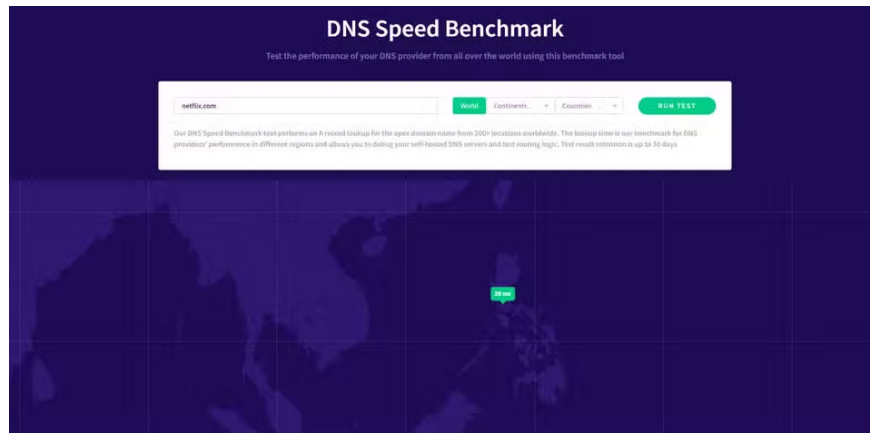 DNS Speed Benchmark
Test the performance of your DNS provider from all over the world using this benchmark tool
netflix.com
World Continents .. Countries ..
RUN TEST
Our DNS Speed Benchmark tool performs an A record lookup for the apex domain name from 200+ locations worldwide. The lookup time is our benchmark for DNS
providers' performance in different regions and allows you to debug your self-hosted DNS servers and test routing logic. Test result retention is up to 30 days